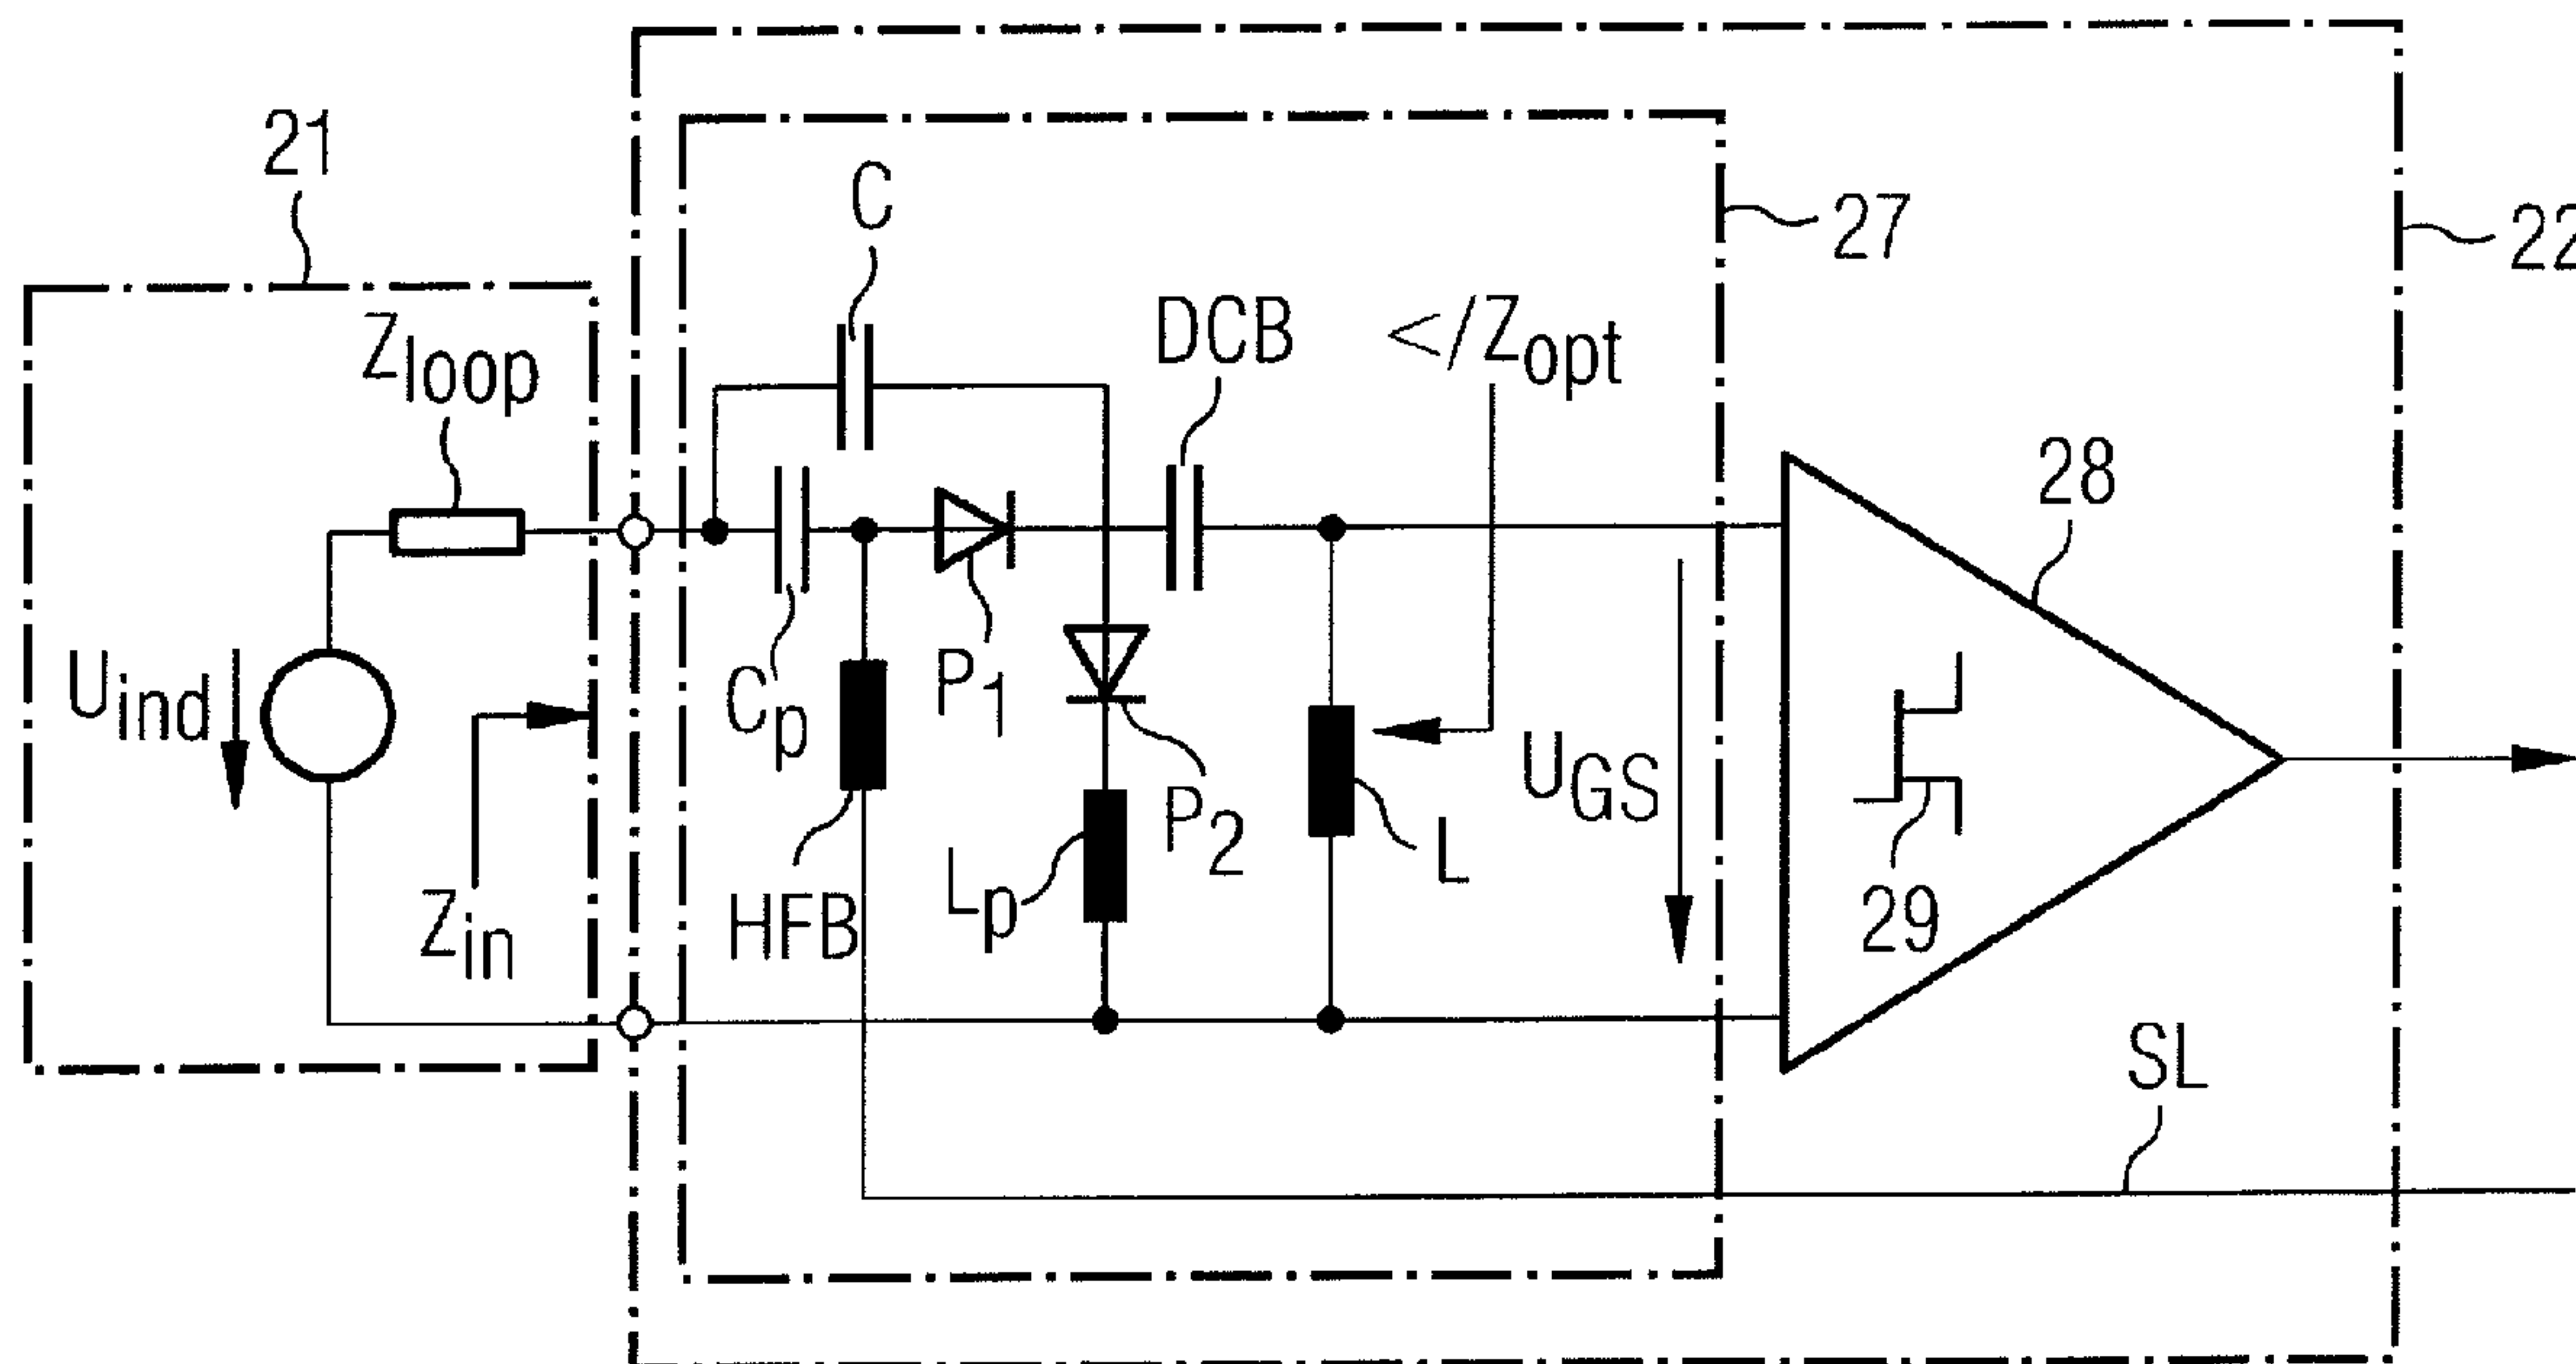 21
C
27
22
Zloop
DCB
</Zopt
28
Uind
Cp
P1
P2
UGS
L
Zin
HFB
Lp
29
SL